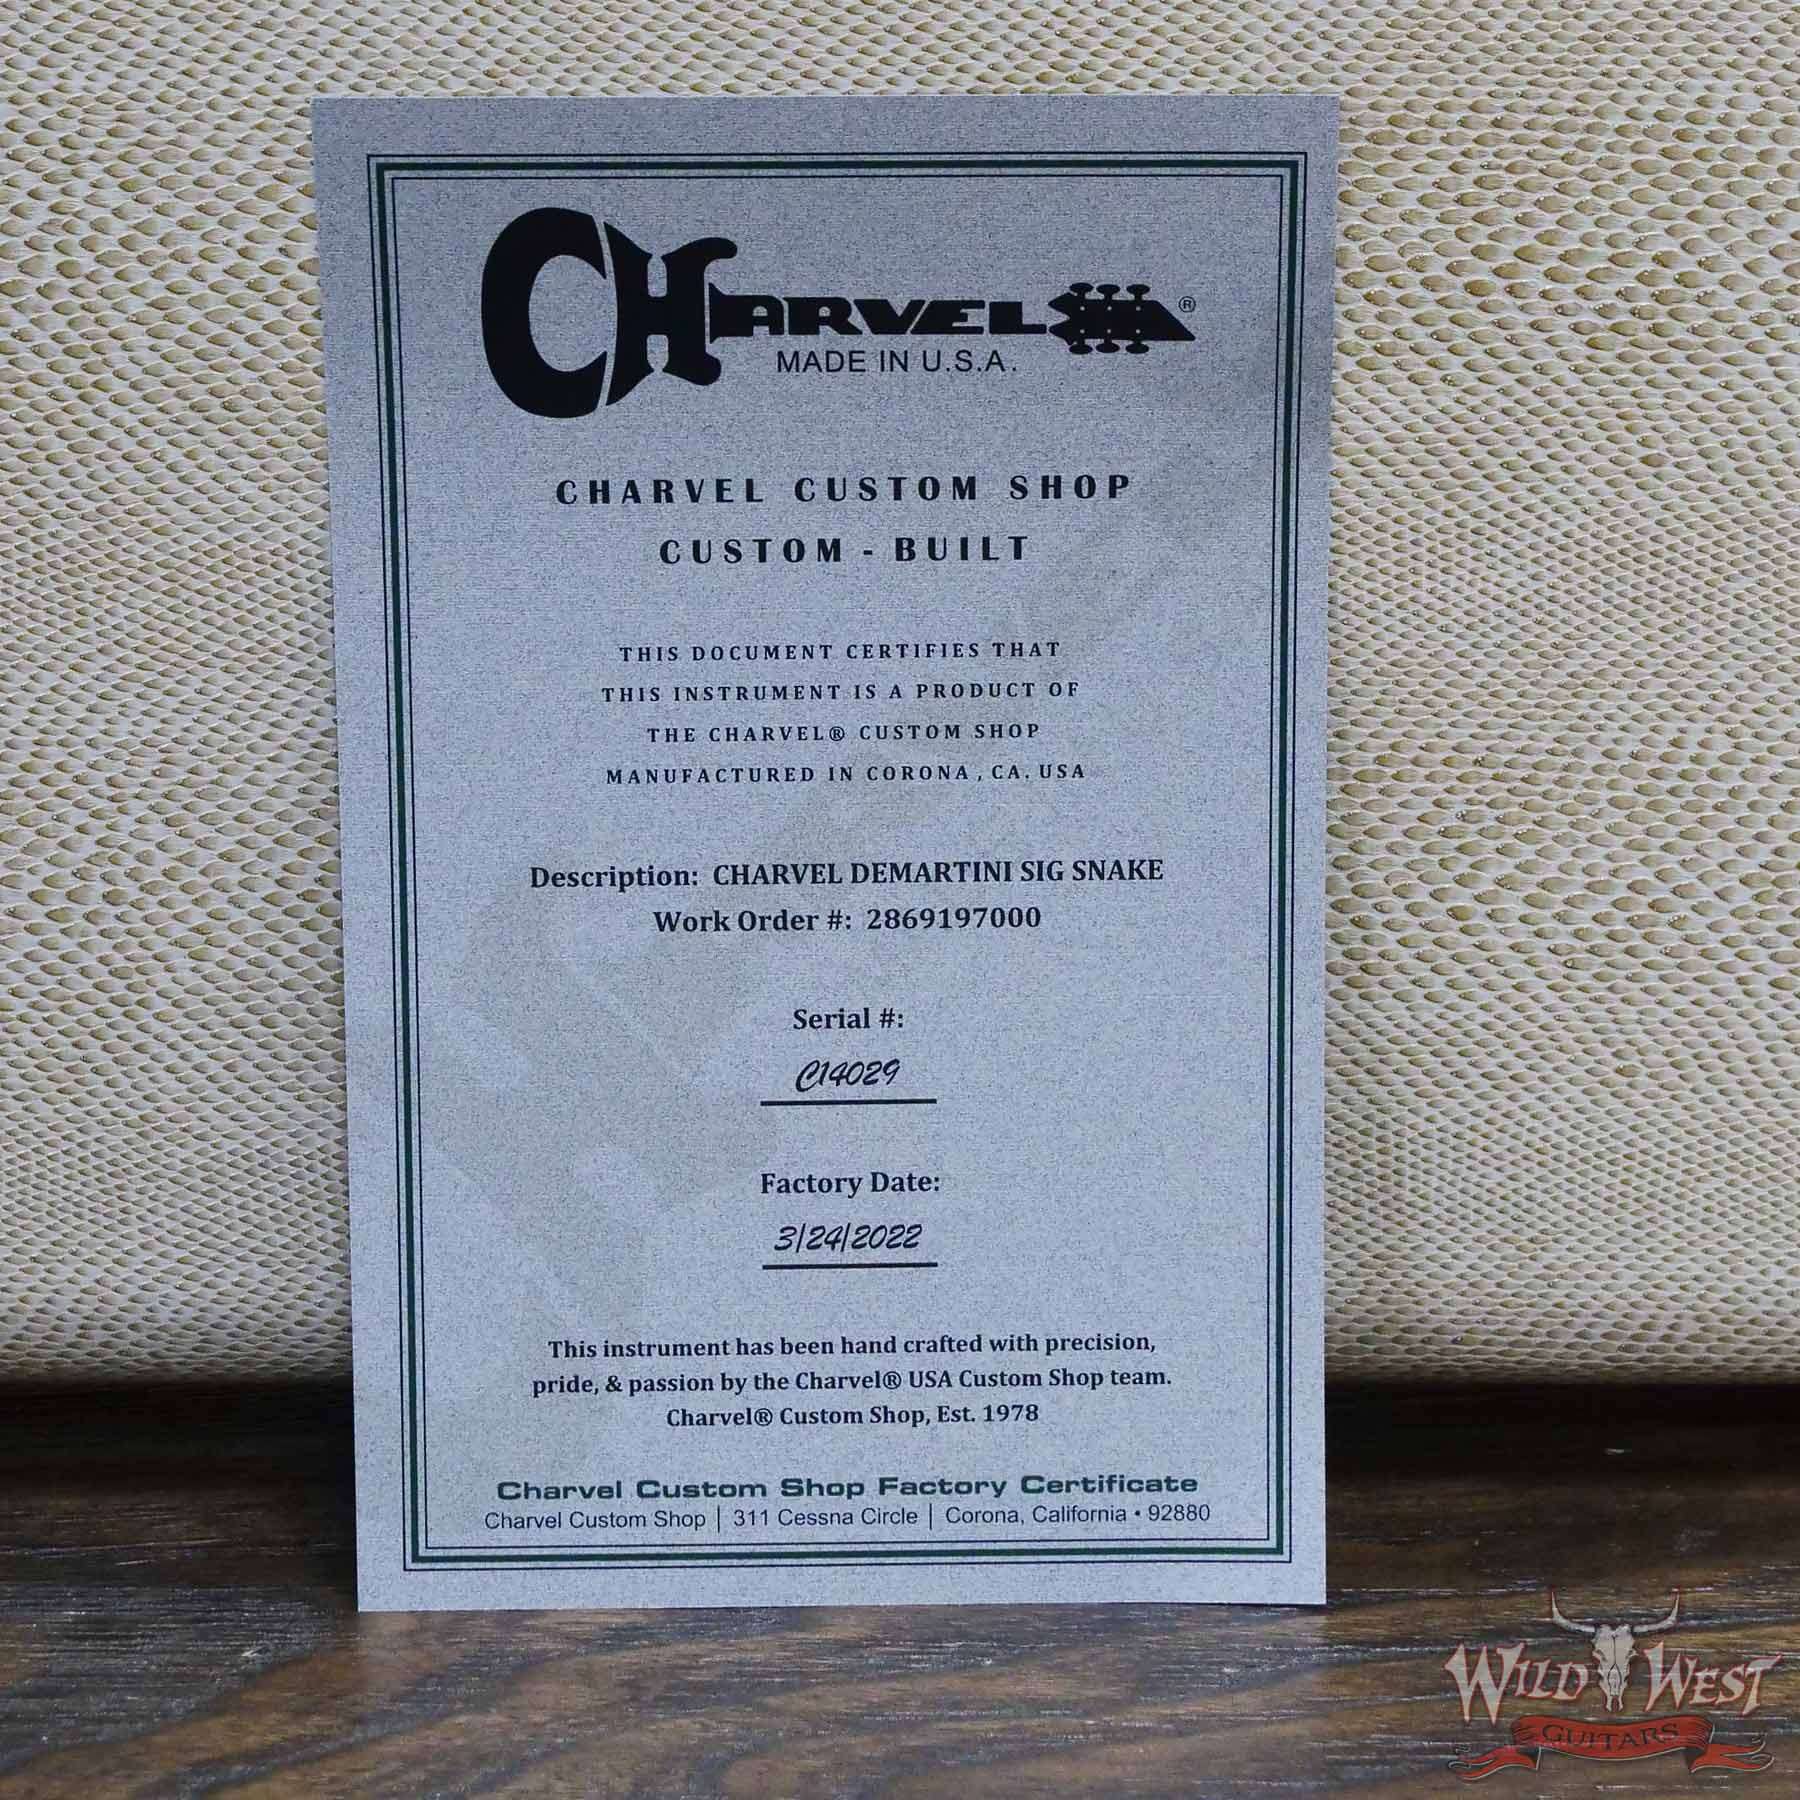 CHARVEL®
MADE IN U.S.A.
CHARVEL CUSTOM SHOP
CUSTOM - BUILT
THIS DOCUMENT CERTIFIES THAT
THIS INSTRUMENT IS A PRODUCT OF
THE CHARVEL® CUSTOM SHOP
MANUFACTURED IN CORONA, CA. USA
Description: CHARVEL DEMARTINI SIG SNAKE
Work Order #: 2869197000
Serial #:
C14029
Factory Date:
3/24/2022
This instrument has been hand crafted with precision,
pride, & passion by the Charvel® USA Custom Shop team.
Charvel® Custom Shop, Est. 1978
Charvel Custom Shop Factory Certificate
Charvel Custom Shop | 311 Cessna Circle | Corona, California • 92880
WILD WEST
GUITARS